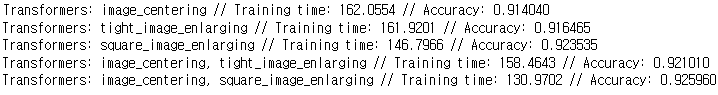 Transformers: image_centering // Training time: 162.0554 // Accuracy: 0.914040
Transformers: tight_image_enlarging // Training time: 161.9201 // Accuracy: 0.916465
Transformers: square_image_enlarging // Training time: 146.7966 // Accuracy: 0.923535
Transformers: image_centering, tight_image_enlarging // Training time: 158.4643 // Accuracy: 0.921010
Transformers: image_centering, square_image_enlarging // Training time: 130.9702 // Accuracy: 0.925960